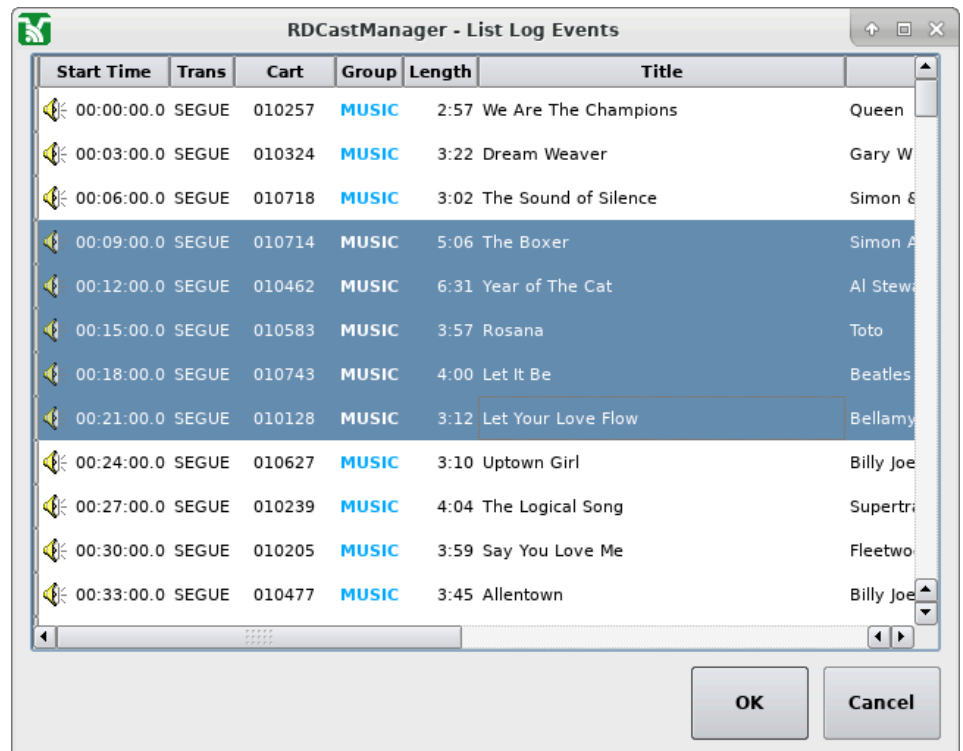 RDCastManager - List Log Events
Start Time Trans Cart Group Length Title
00:00:00.0 SEGUE 010257 MUSIC 2:57 We Are The Champions Queen
00:03:00.0 SEGUE 010324 MUSIC 3:22 Dream Weaver Gary W
00:06:00.0 SEGUE 010718 MUSIC 3:02 The Sound of Silence Simon &
00:09:00.0 SEGUE 010714 MUSIC 5:06 The Boxer Simon A
00:12:00.0 SEGUE 010462 MUSIC 6:31 Year of The Cat Al Stewa
00:15:00.0 SEGUE 010583 MUSIC 3:57 Rosana Toto
00:18:00.0 SEGUE 010743 MUSIC 4:00 Let It Be Beatles
00:21:00.0 SEGUE 010128 MUSIC 3:12 Let Your Love Flow Bellamy
00:24:00.0 SEGUE 010627 MUSIC 3:10 Uptown Girl Billy Joe
00:27:00.0 SEGUE 010239 MUSIC 4:04 The Logical Song Supertra
00:30:00.0 SEGUE 010205 MUSIC 3:59 Say You Love Me Fleetwo
00:33:00.0 SEGUE 010477 MUSIC 3:45 Allentown Billy Joe
OK Cancel